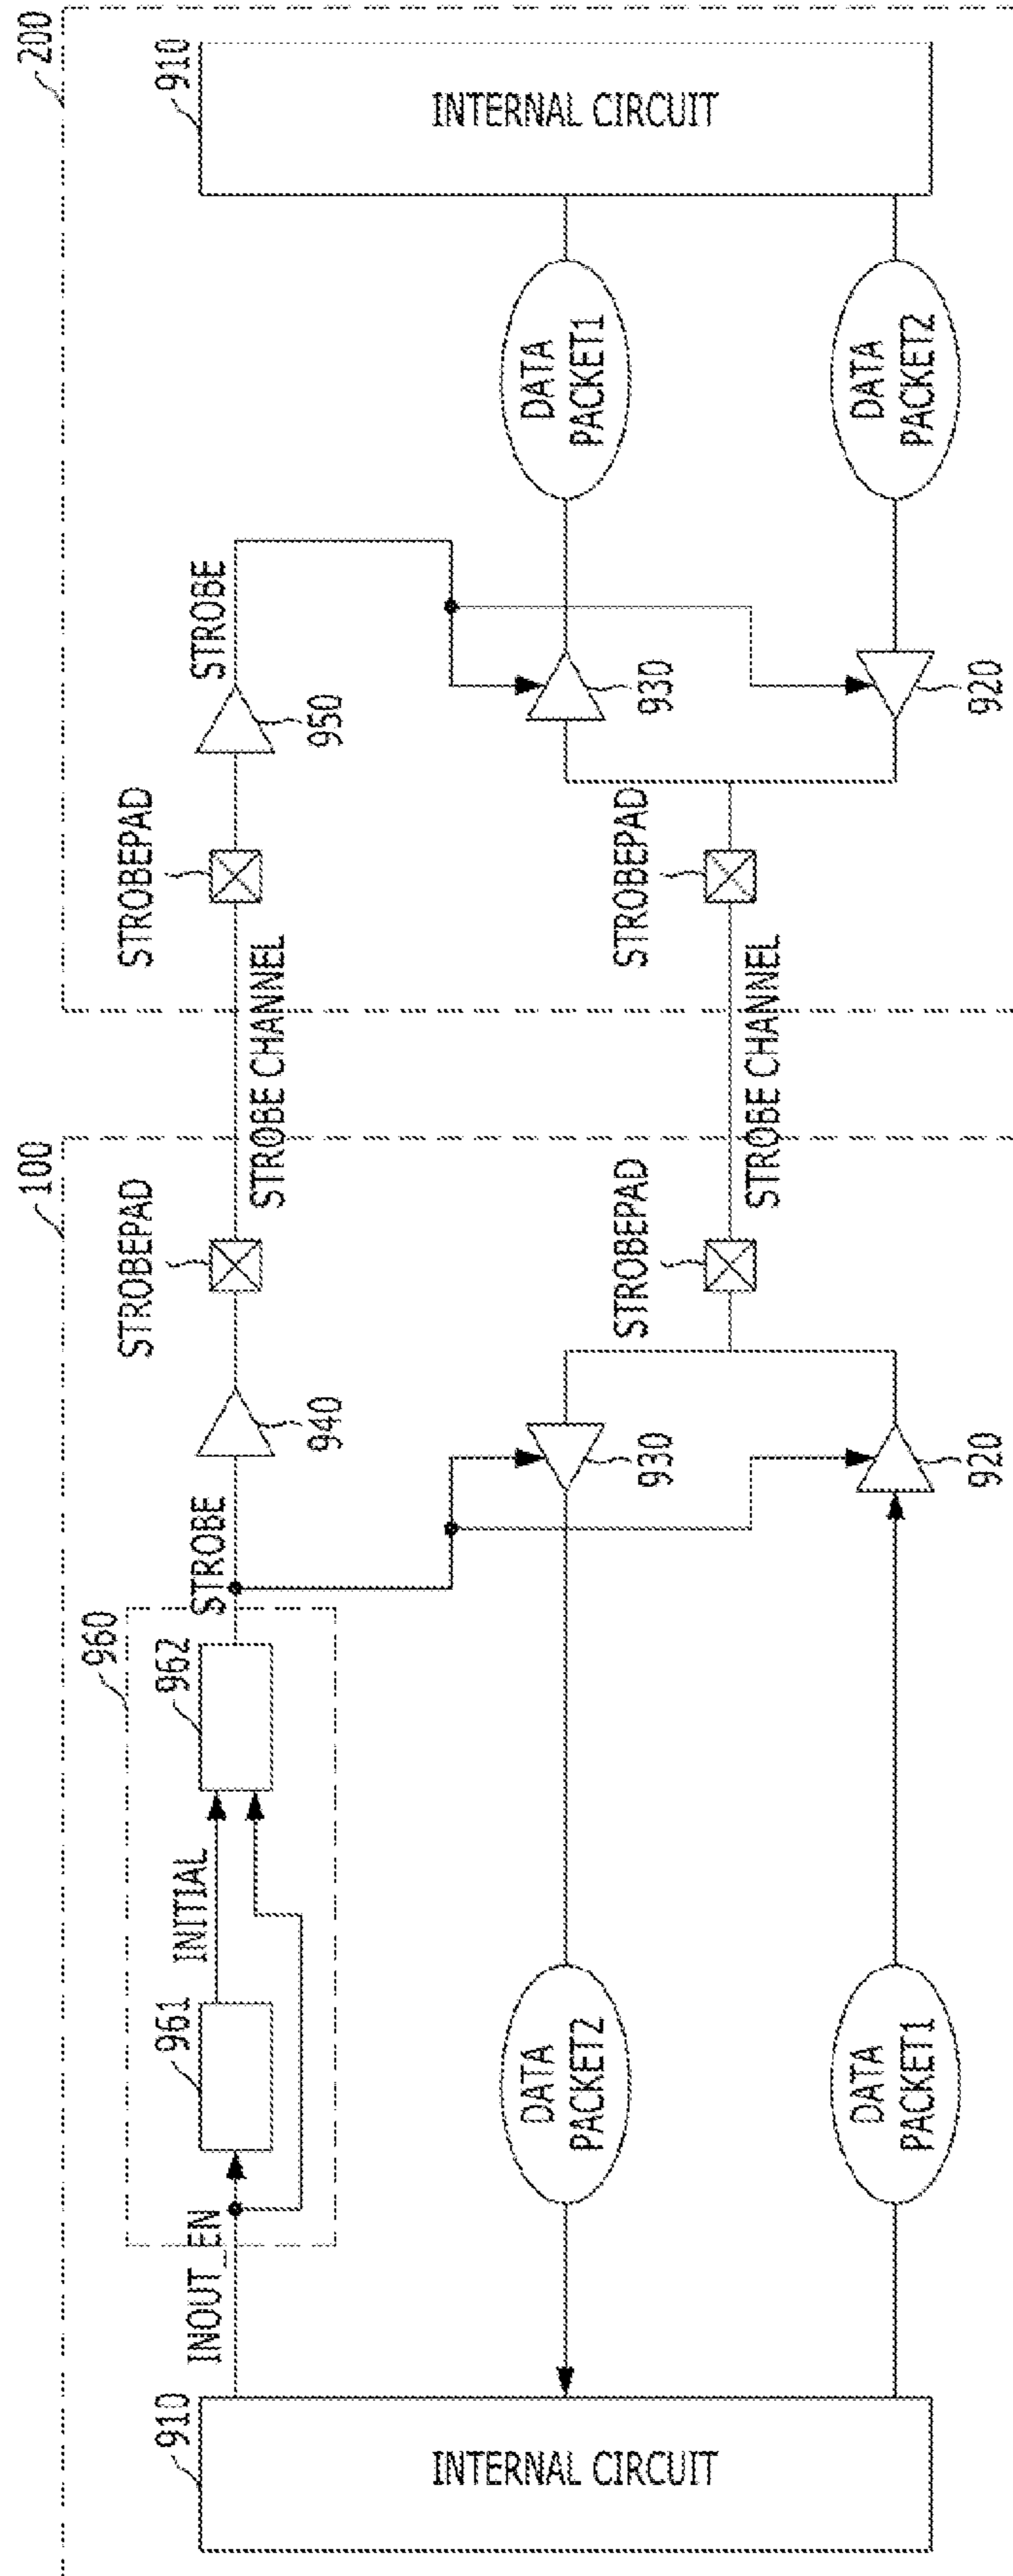 100
200
910
INTERNAL CIRCUIT
INOUT_EN
960
961
INITIAL
962
STROBE
940
STROBEPAD
STROBE CHANNEL
STROBEPAD
950
STROBE
910
INTERNAL CIRCUIT
DATA
PACKET2
930
STROBEPAD
STROBE CHANNEL
STROBEPAD
930
DATA
PACKET1
DATA
PACKET1
920
920
DATA
PACKET2